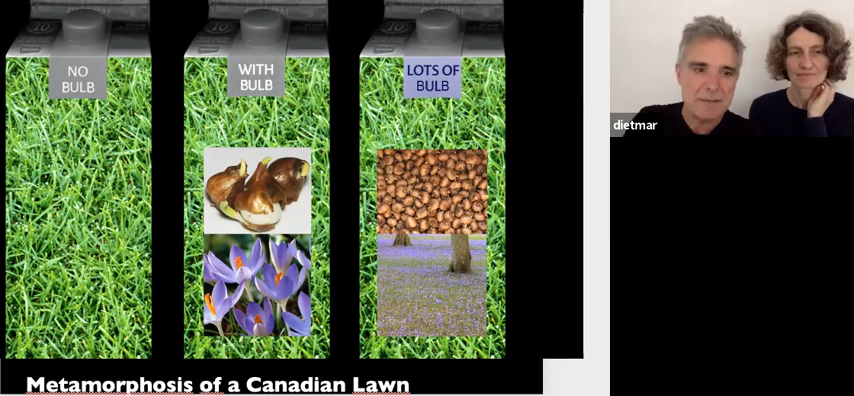 NO
BULB
WITH
BULB
LOTS OF
BULB
dietmar
Metamorphosis of a Canadian Lawn